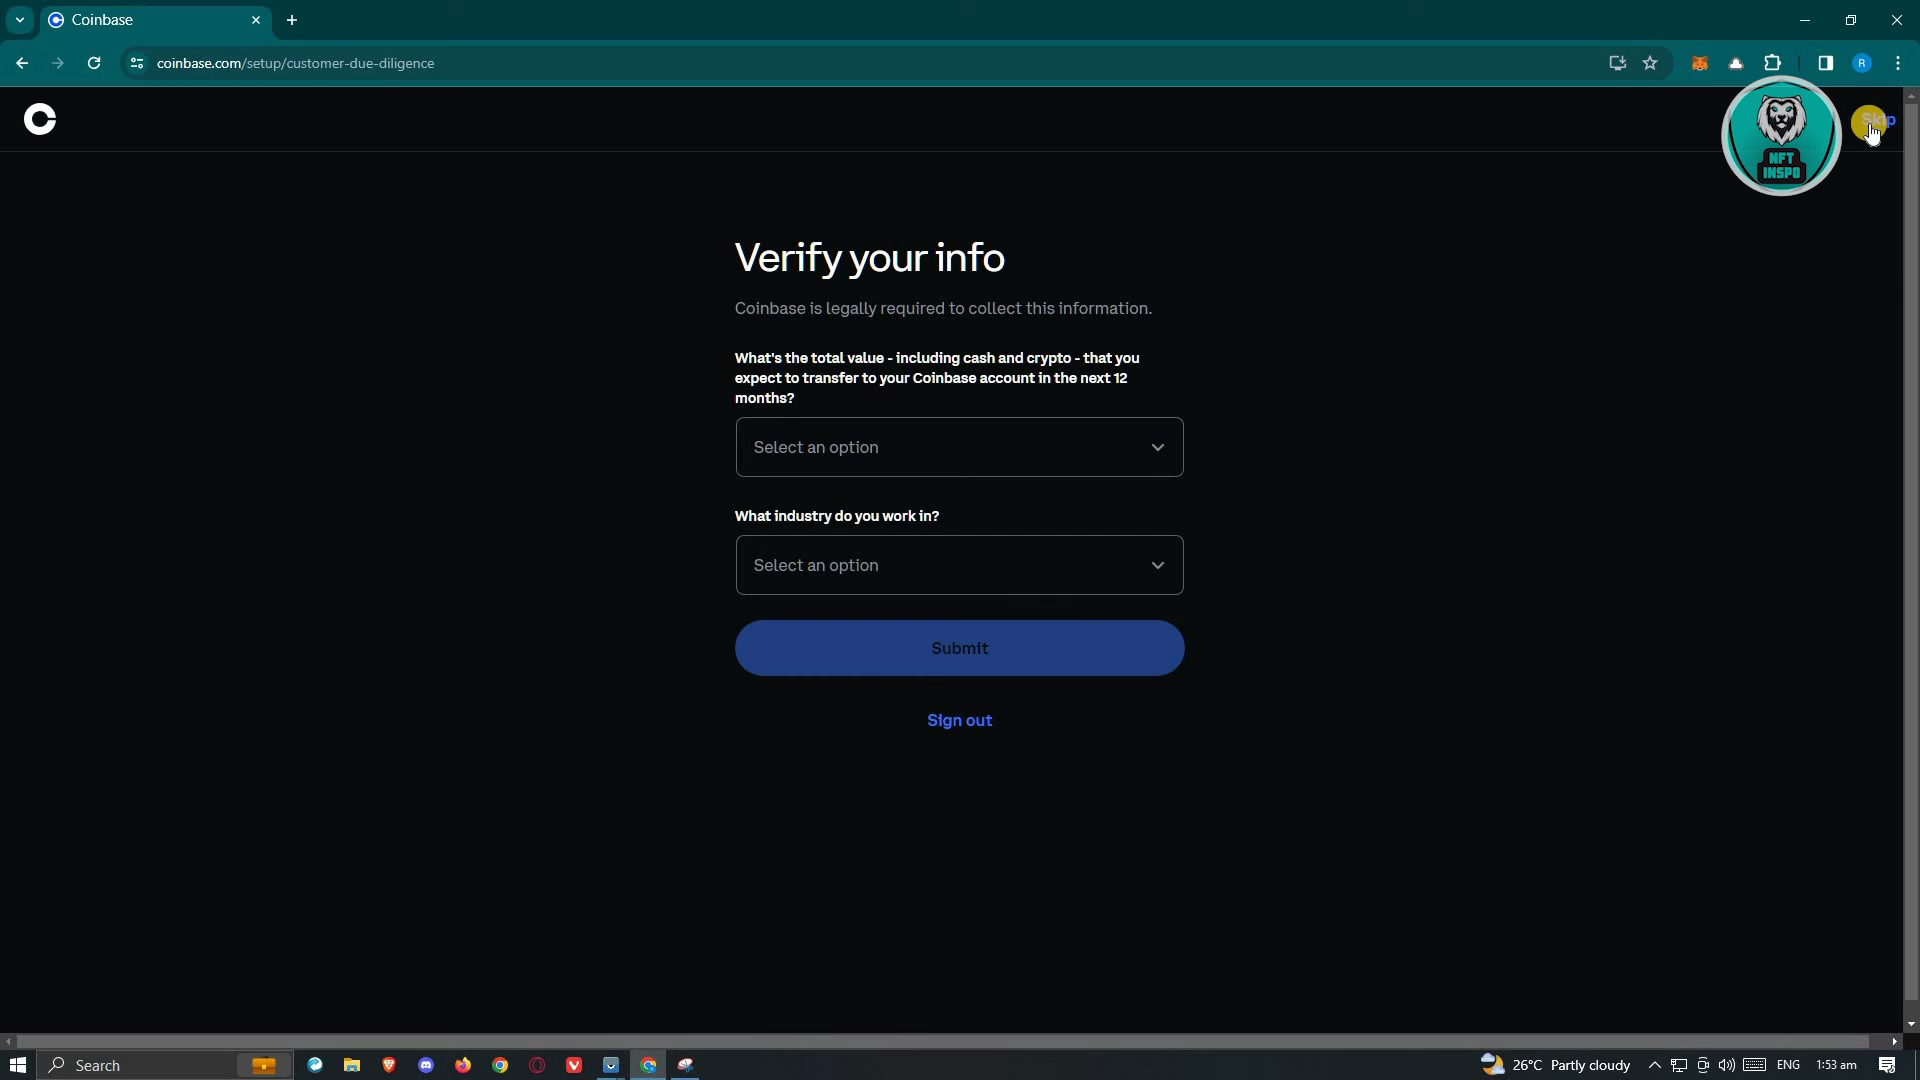 Coinbase
coinbase.com/setup/customer-due-diligence
R
Skip
NFT
INSPO
Verify your info
Coinbase is legally required to collect this information.
What's the total value - including cash and crypto - that you
expect to transfer to your Coinbase account in the next 12
months?
Select an option
What industry do you work in?
Select an option
Submit
Sign out
Search
26°C Partly cloudy
ENG
1:53 am